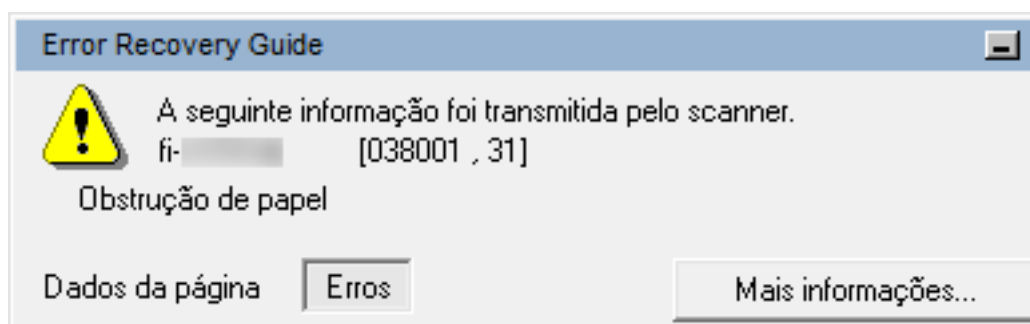 Error Recovery Guide
A seguinte informação foi transmitida pelo scanner.
fi- [038001 , 31]
Obstrução de papel
Dados da página Erros Mais informações...